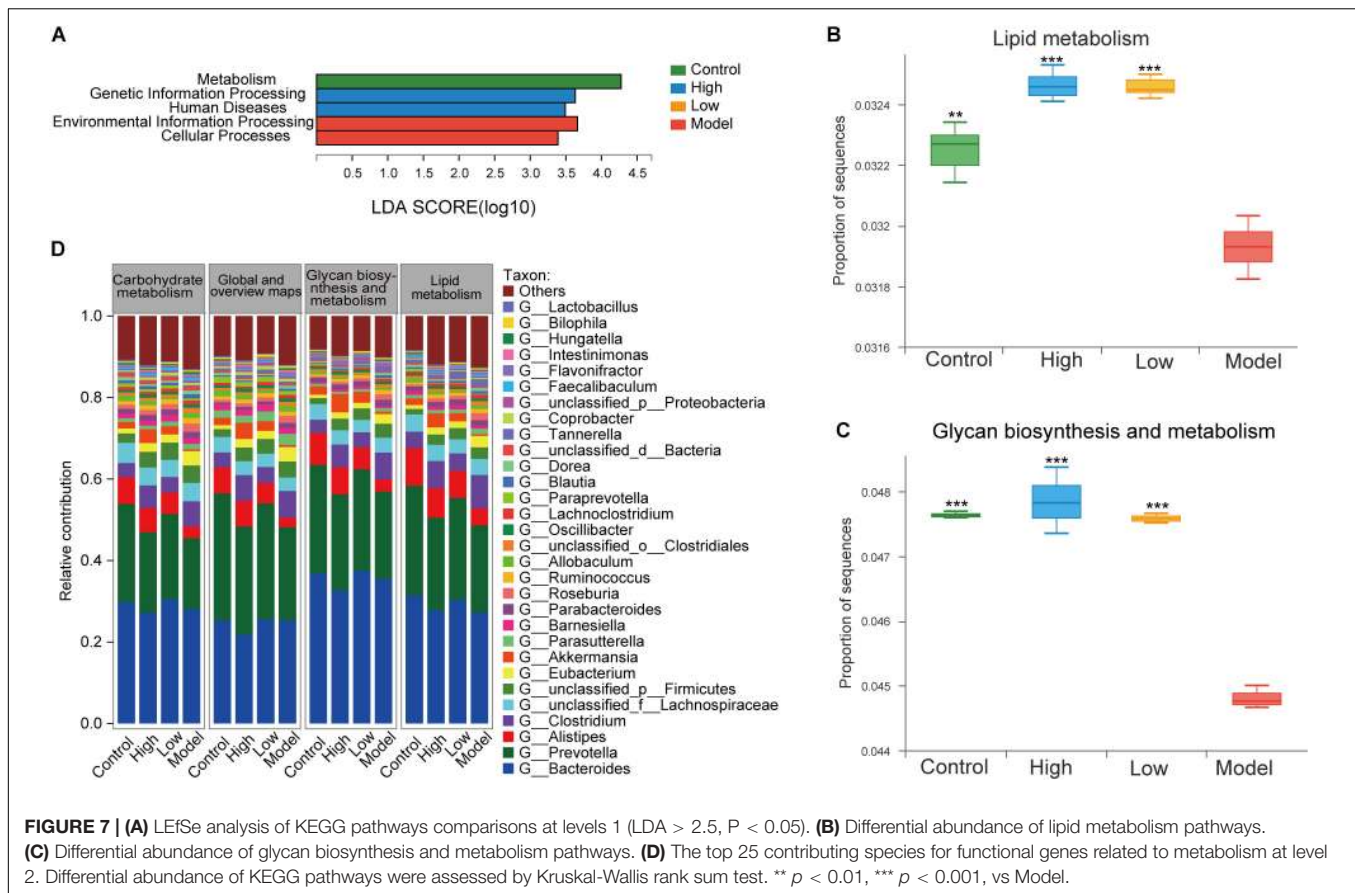 A
Metabolism
Genetic Information Processing
Human Diseases
Environmental Information Processing
Cellular Processes
0.5 1.0 1.5 2.0 2.5 3.0 3.5 4.0 4.5
LDA SCORE(log10)
Control
High
Low
Model
B
Lipid metabolism
Proportion of sequences
0.0324
0.0322
0.032
0.0318
0.0316
**
***
***
Control High Low Model
C
Glycan biosynthesis and metabolism
Proportion of sequences
0.048
0.047
0.046
0.045
0.044
***
***
***
Control High Low Model
D
Carbohydrate
metabolism
Global and
overview maps
Glycan biosy-
nthesis and
metabolism
Lipid
metabolism
Relative contribution
1.0
0.8
0.6
0.4
0.2
0.0
Control High Low Model Control High Low Model Control High Low Model Control High Low Model
Taxon:
Others
G__Lactobacillus
G__Bilophila
G__Hungatella
G__Intestinimonas
G__Flavonifractor
G__Faecalibaculum
G__unclassified_p__Proteobacteria
G__Coprobacter
G__Tannerella
G__unclassified_d__Bacteria
G__Dorea
G__Blautia
G__Paraprevotella
G__Lachnoclostridium
G__Oscillibacter
G__unclassified_o__Clostridiales
G__Allobaculum
G__Ruminococcus
G__Roseburia
G__Parabacteroides
G__Barnesiella
G__Parasutterella
G__Akkermansia
G__Eubacterium
G__unclassified_p__Firmicutes
G__unclassified_f__Lachnospiraceae
G__Clostridium
G__Alistipes
G__Prevotella
G__Bacteroides
FIGURE 7 | (A) LEfSe analysis of KEGG pathways comparisons at levels 1 (LDA > 2.5, P < 0.05). (B) Differential abundance of lipid metabolism pathways.
(C) Differential abundance of glycan biosynthesis and metabolism pathways. (D) The top 25 contributing species for functional genes related to metabolism at level
2. Differential abundance of KEGG pathways were assessed by Kruskal-Wallis rank sum test. ** p < 0.01, *** p < 0.001, vs Model.